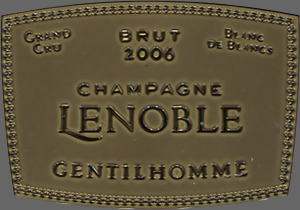 GRAND CRU
BRUT
2006
BLANC DE BLANCS
CHAMPAGNE
LENOBLE
GENTILHOMME